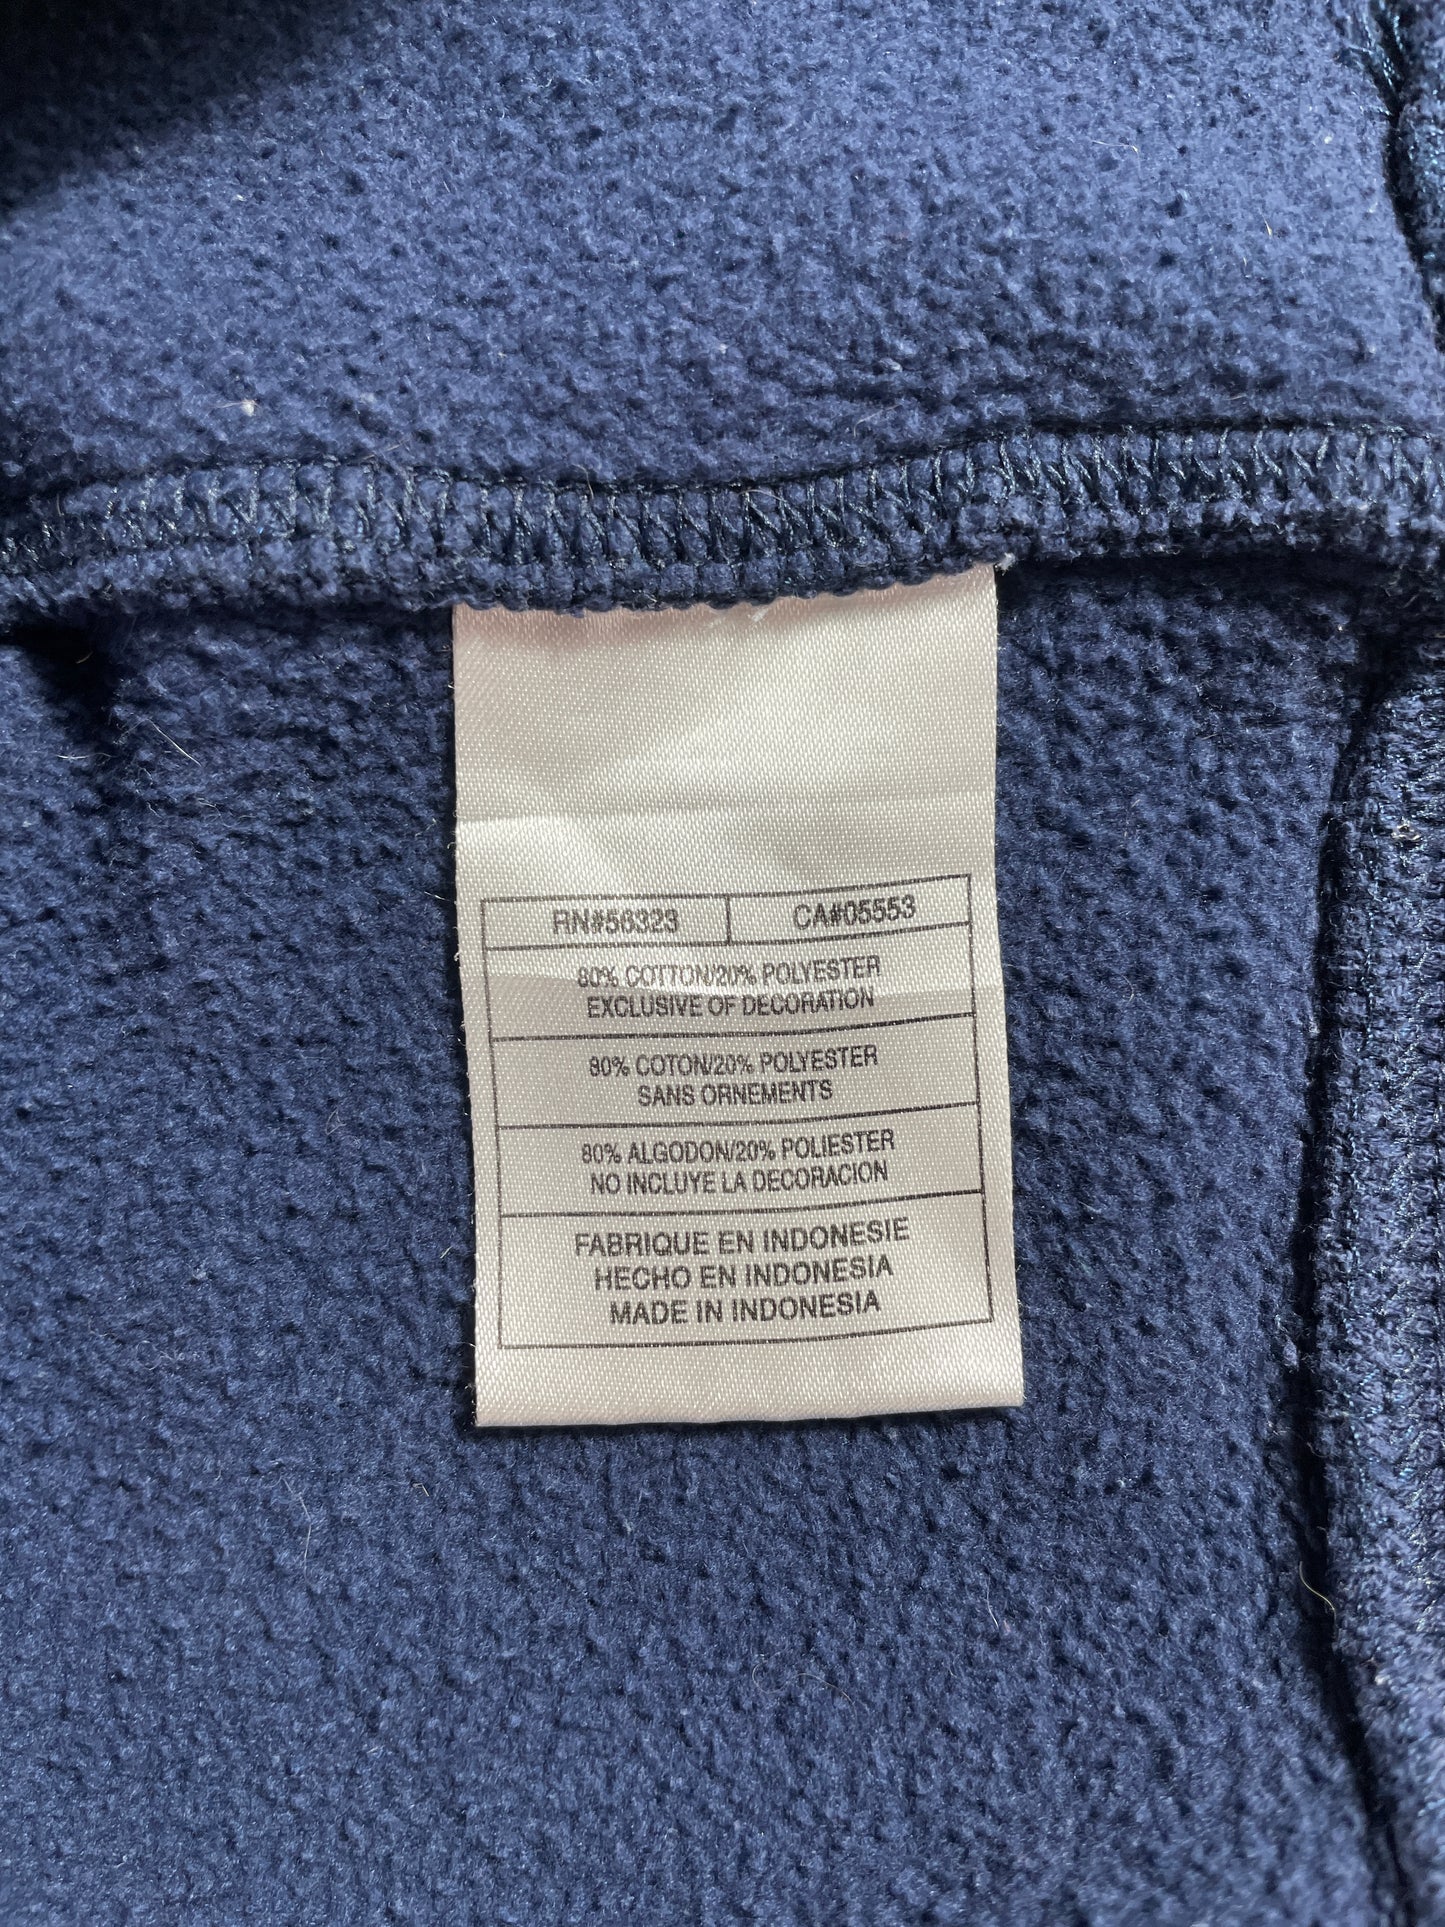 RN#56323 CA#05553
80% COTTON/20% POLYESTER
EXCLUSIVE OF DECORATION
80% COTON/20% POLYESTER
SANS ORNEMENTS
80% ALGODON/20% POLIESTER
NO INCLUYE LA DECORACION
FABRIQUE EN INDONESIE
HECHO EN INDONESIA
MADE IN INDONESIA